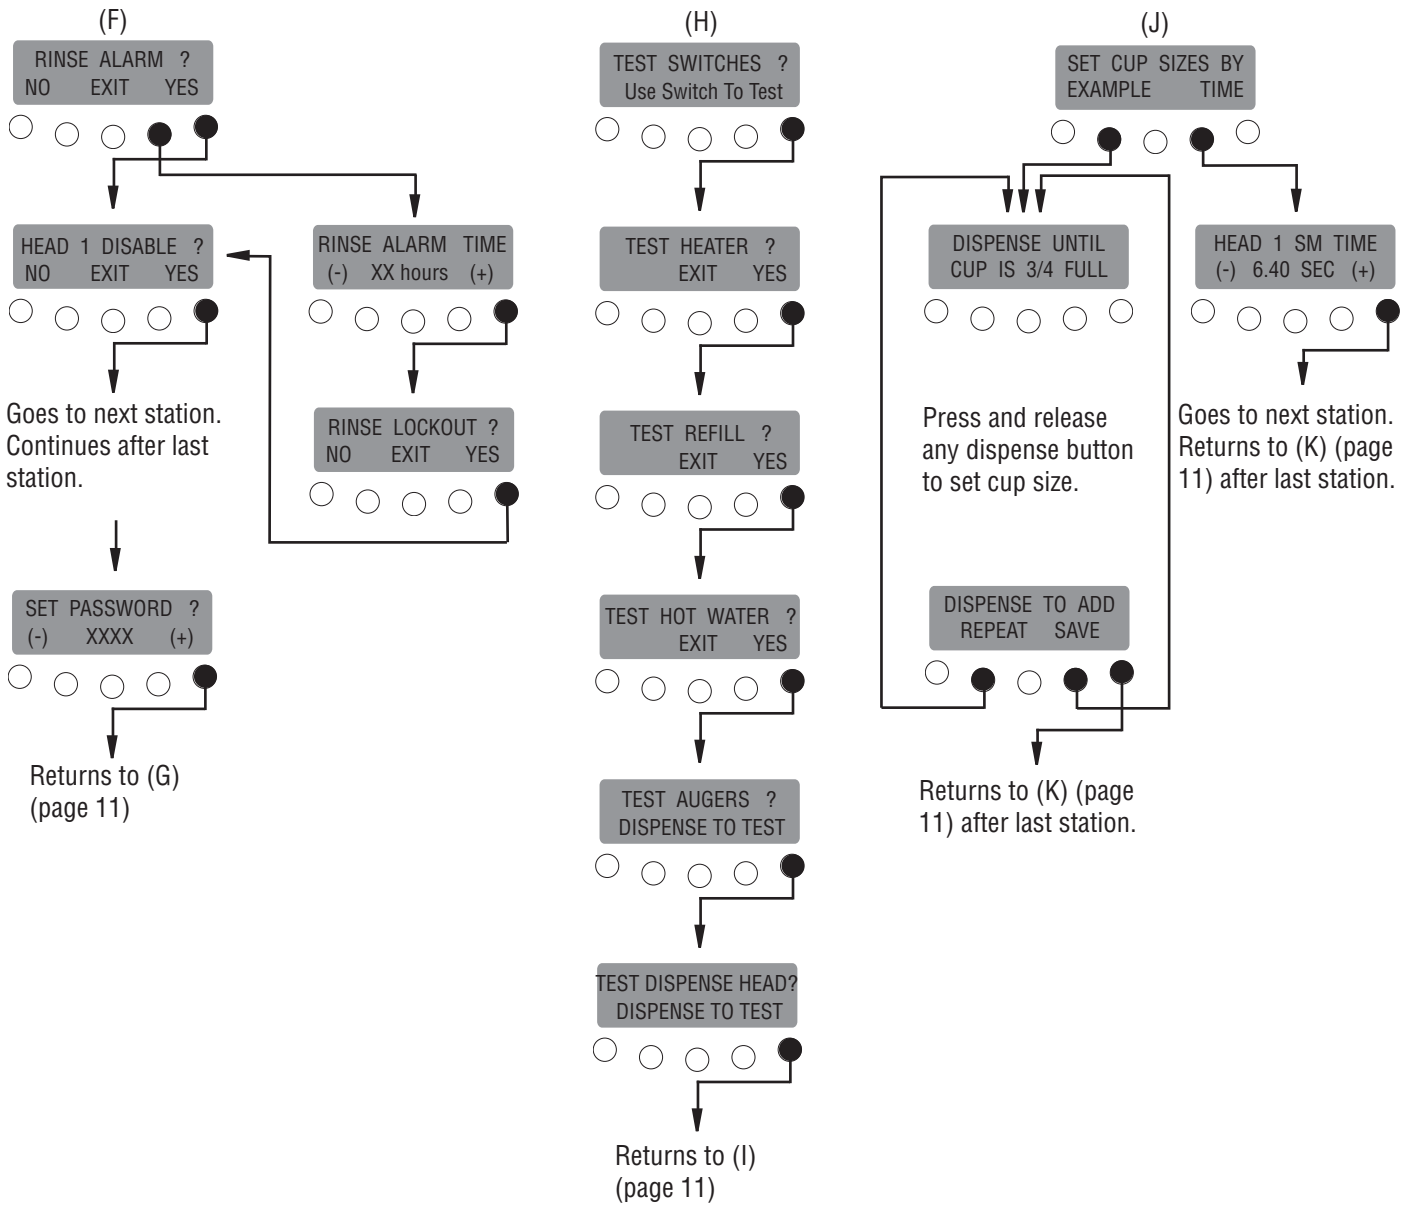 (F)
RINSE ALARM ?
NO EXIT YES
HEAD 1 DISABLE ?
NO EXIT YES
RINSE ALARM TIME
(-) XX hours (+)
Goes to next station.
Continues after last
station.
RINSE LOCKOUT ?
NO EXIT YES
SET PASSWORD ?
(-) XXXX (+)
Returns to (G)
(page 11)
(H)
TEST SWITCHES ?
Use Switch To Test
TEST HEATER ?
EXIT YES
TEST REFILL ?
EXIT YES
TEST HOT WATER ?
EXIT YES
TEST AUGERS ?
DISPENSE TO TEST
TEST DISPENSE HEAD?
DISPENSE TO TEST
Returns to (I)
(page 11)
(J)
SET CUP SIZES BY
EXAMPLE TIME
DISPENSE UNTIL
CUP IS 3/4 FULL
HEAD 1 SM TIME
(-) 6.40 SEC (+)
Press and release
any dispense button
to set cup size.
Goes to next station.
Returns to (K) (page
11) after last station.
DISPENSE TO ADD
REPEAT SAVE
Returns to (K) (page
11) after last station.